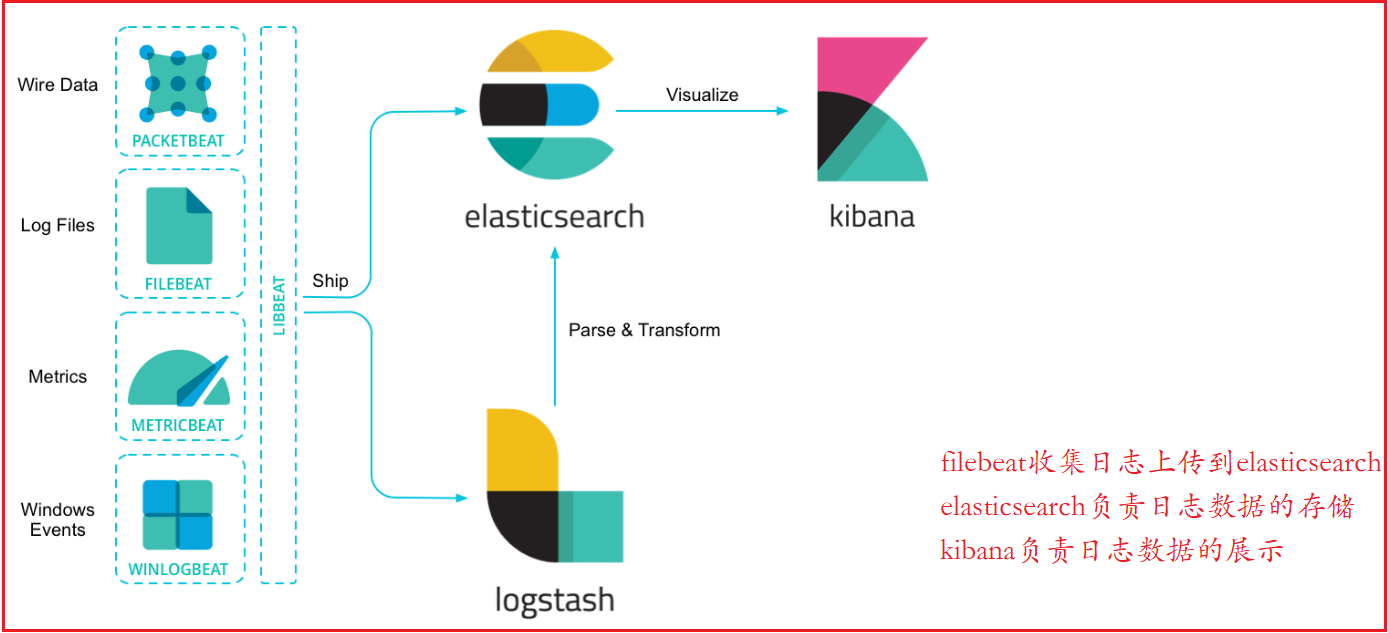 Wire Data
PACKETBEAT
Log Files
FILEBEAT
Metrics
METRICBEAT
Windows
Events
WINLOGBEAT
LIBBEAT
Ship
elasticsearch
Visualize
kibana
Parse & Transform
logstash
filebeat收集日志上传到elasticsearch
elasticsearch负责日志数据的存储
kibana负责日志数据的展示